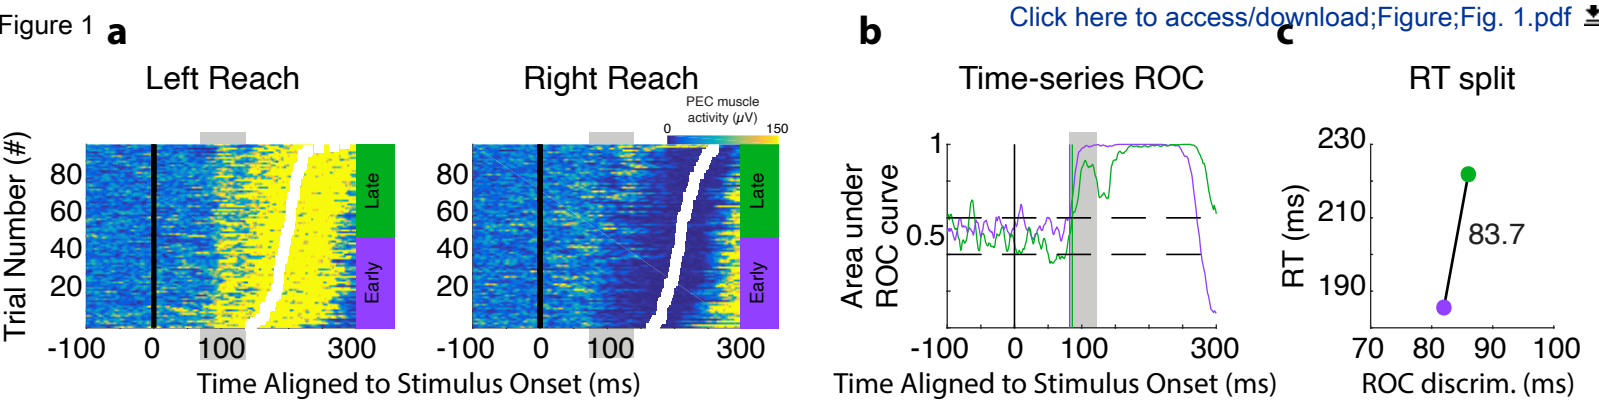 Figure 1
Click here to access/download;Figure;Fig. 1.pdf
a
Left Reach
Right Reach
PEC muscle
activity (µV)
0 150
Trial Number (#)
80
60
40
20
Late
Early
-100 0 100 300
80
60
40
20
Late
Early
-100 0 100 300
Time Aligned to Stimulus Onset (ms)
b
Time-series ROC
Area under
ROC curve
1
0.5
-100 0 100 200 300
Time Aligned to Stimulus Onset (ms)
c
RT split
RT (ms)
230
210
190
83.7
70 80 90 100
ROC discrim. (ms)